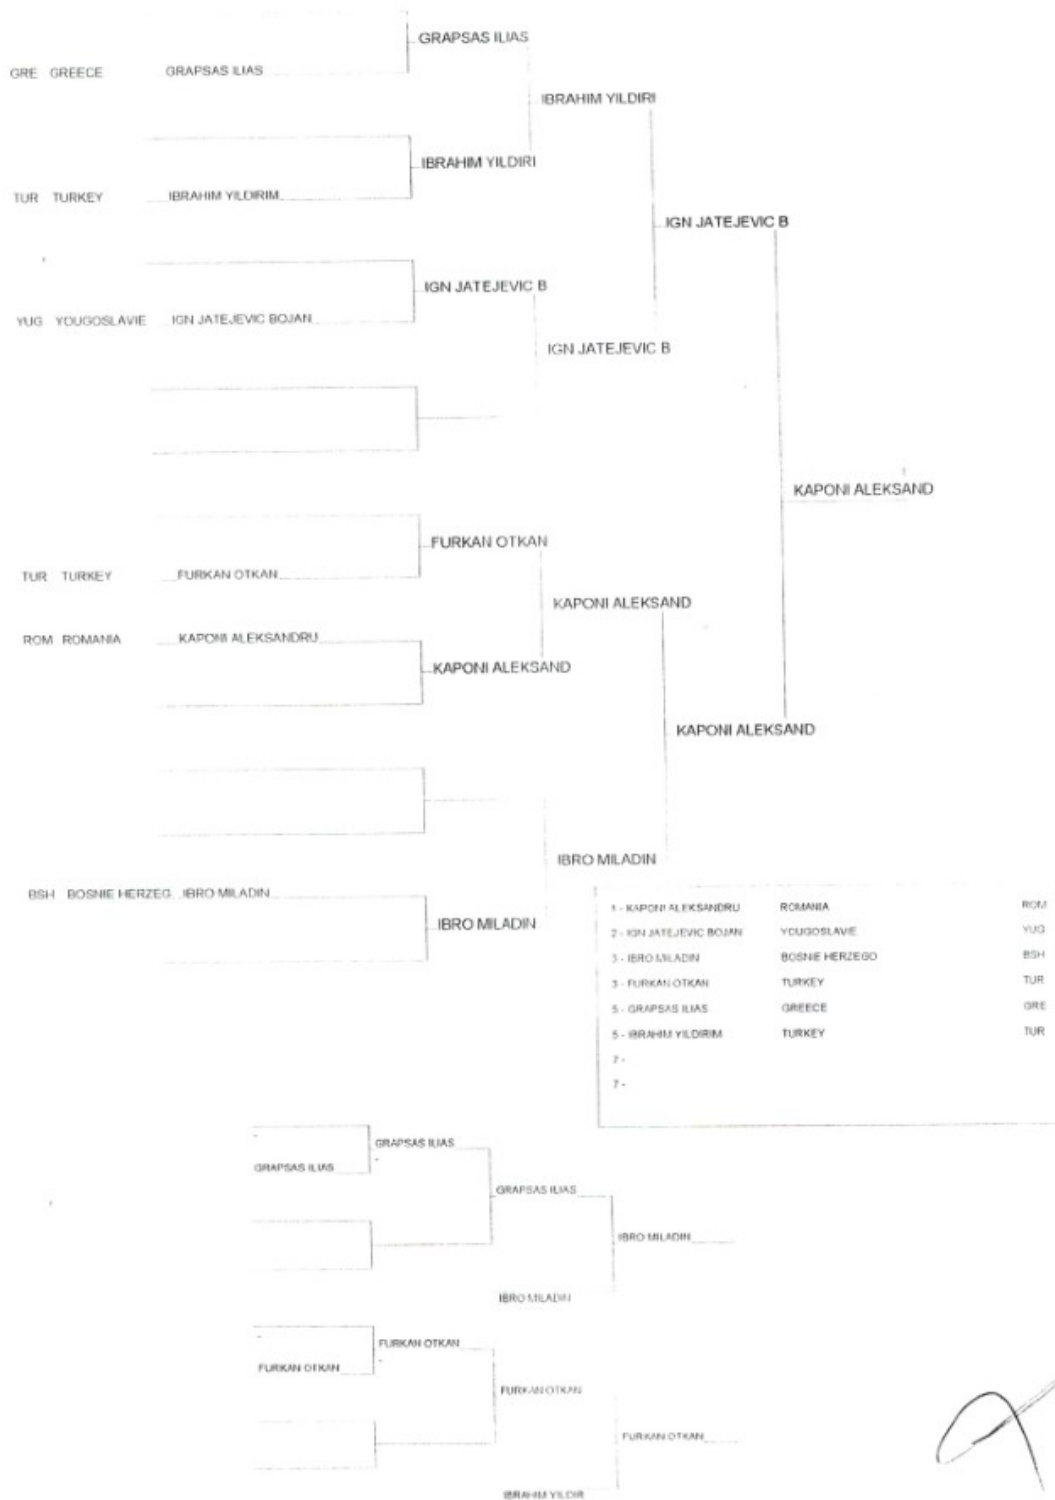 GRAPSAS ILIAS
GRE GREECE GRAPSAS ILIAS
IBRAHIM YILDIRI
IBRAHIM YILDIRI
TUR TURKEY IBRAHIM YILDIRIM
IGN JATEJEVIC B
IGN JATEJEVIC B
YUG YOUGOSLAVIE IGN JATEJEVIC BOJAN
IGN JATEJEVIC B
KAPONI ALEKSAND
FURKAN OTKAN
TUR TURKEY FURKAN OTKAN
KAPONI ALEKSAND
ROM ROMANIA KAPONI ALEKSANDRU
KAPONI ALEKSAND
KAPONI ALEKSAND
IBRO MILADIN
BSH BOSNIE HERZEG IBRO MILADIN
IBRO MILADIN
1 - KAPONI ALEKSANDRU ROMANIA ROM
2 - IGN JATEJEVIC BOJAN YOUGOSLAVIE YUG
3 - IBRO MILADIN BOSNIE HERZEGO BSH
3 - FURKAN OTKAN TURKEY TUR
5 - GRAPSAS ILIAS GREECE GRE
5 - IBRAHIM YILDIRIM TURKEY TUR
7 -
7 -
GRAPSAS ILIAS
GRAPSAS ILIAS
GRAPSAS ILIAS
IBRO MILADIN
IBRO MILADIN
FURKAN OTKAN
FURKAN OTKAN
FURKAN OTKAN
FURKAN OTKAN
IBRAHIM YILDIR